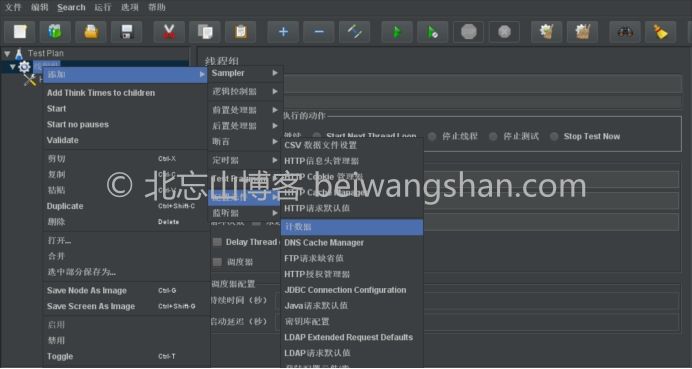 文件 编辑 Search 运行 选项 帮助
Test Plan
线程组
添加
Add Think Times to children
Start
Start no pauses
Validate
剪切 Ctrl-X
复制 Ctrl-C
粘贴 Ctrl-V
Duplicate Ctrl+Shift-C
删除 Delete
打开...
合并
选中部分保存为...
Save Node As Image Ctrl-G
Save Screen As Image Ctrl+Shift-G
启用
禁用
Toggle Ctrl-T
Sampler
逻辑控制器
前置处理器
后置处理器
断言
定时器
Test Fragment
配置元件
监听器
CSV 数据文件设置
HTTP信息头管理器
HTTP Cookie 管理器
HTTP Cache Manager
HTTP请求默认值
计数器
DNS Cache Manager
FTP请求缺省值
HTTP授权管理器
JDBC Connection Configuration
Java请求默认值
密钥库配置
LDAP Extended Request Defaults
LDAP请求默认值
线程组
执行的动作
继续 Start Next Thread Loop 停止线程 停止测试 Stop Test Now
Delay Thread
调度器
调度器配置
持续时间（秒）
启动延迟（秒）
© 北忘山博客 beiwangshan.com